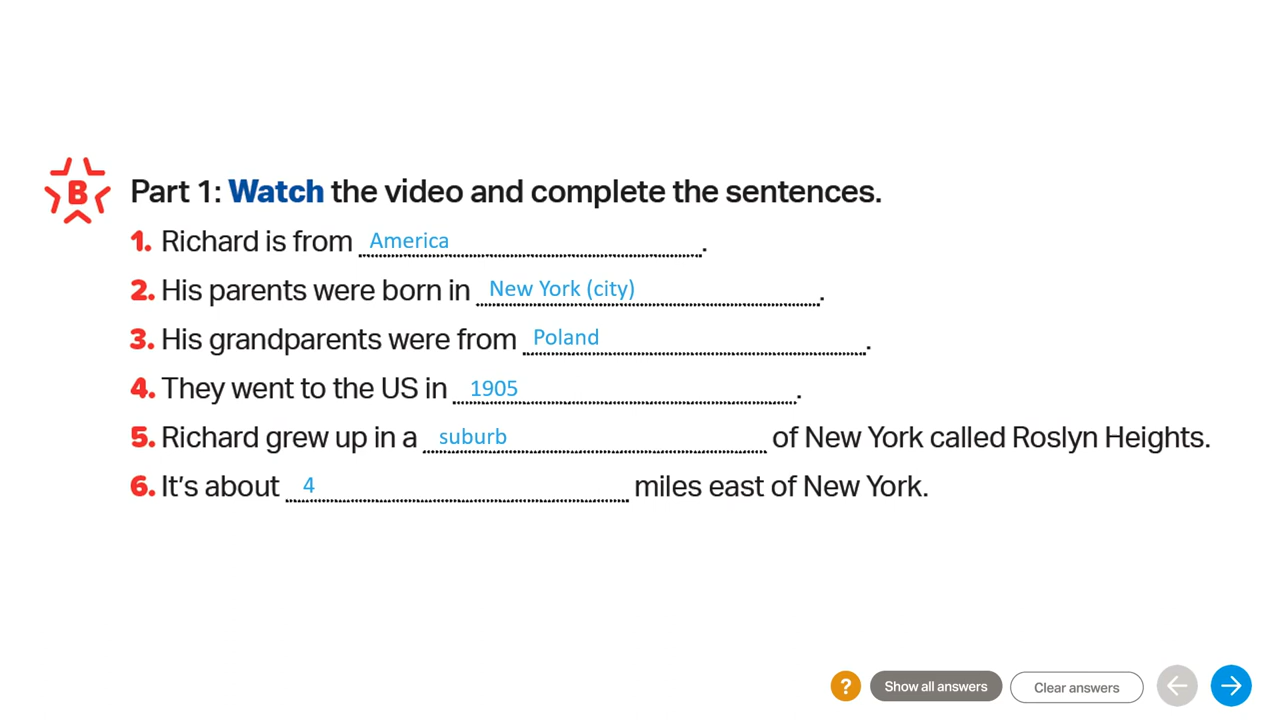 B Part 1: Watch the video and complete the sentences.
1. Richard is from America.
2. His parents were born in New York (city).
3. His grandparents were from Poland.
4. They went to the US in 1905.
5. Richard grew up in a suburb of New York called Roslyn Heights.
6. It's about 4 miles east of New York.
? Show all answers Clear answers